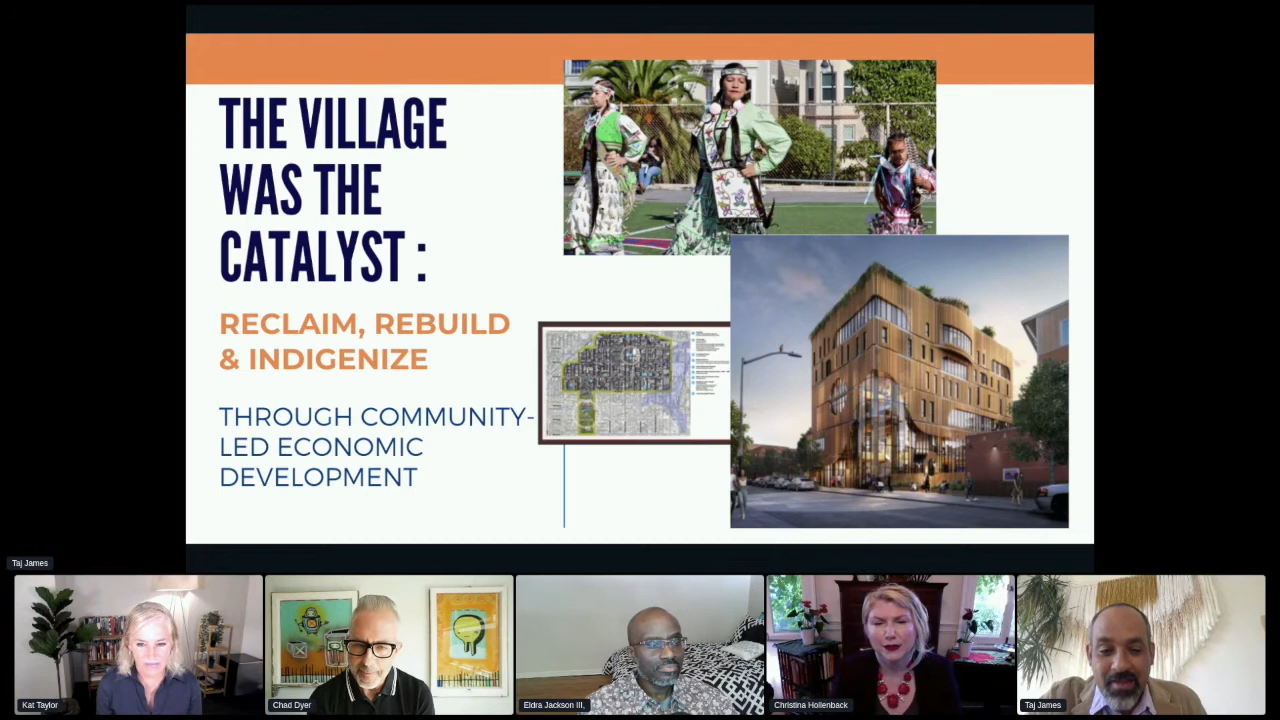 THE VILLAGE
WAS THE
CATALYST :
RECLAIM, REBUILD
& INDIGENIZE
THROUGH COMMUNITY-
LED ECONOMIC
DEVELOPMENT
Taj James
Kat Taylor
Chad Dyer
Eldra Jackson III,
Christina Hollenback
Taj James